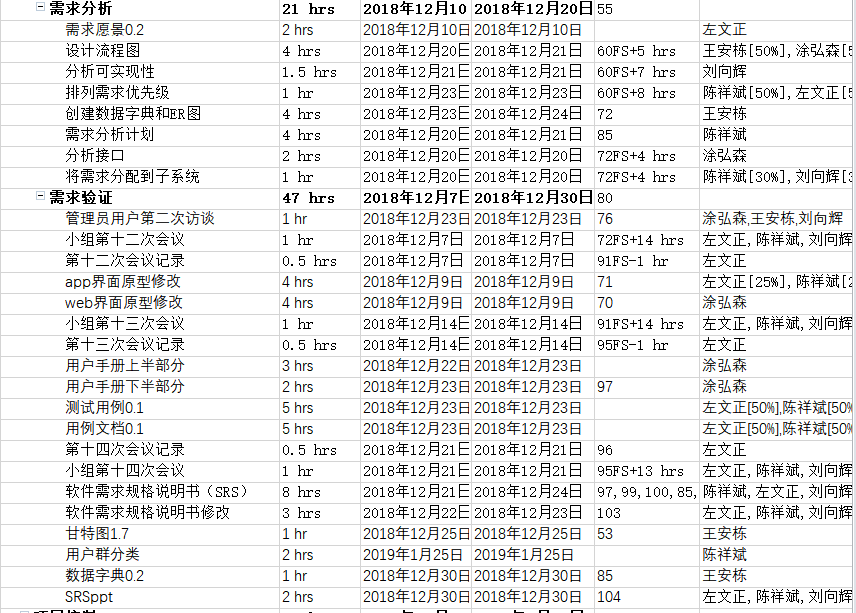 需求分析 21 hrs 2018年12月10 2018年12月20日 55
需求愿景0.2 2 hrs 2018年12月10日 2018年12月10日 左文正
设计流程图 4 hrs 2018年12月20 2018年12月21日 60FS+5 hrs 王安栋[50%],涂弘森[5
分析可实现性 1.5 hrs 2018年12月21日 2018年12月21日 60FS+7 hrs 刘向辉
排列需求优先级 1 hr 2018年12月23日 2018年12月23日 60FS+8 hrs 陈祥斌[50%],左文正[5
创建数据字典和ER图 4 hrs 2018年12月23日 2018年12月24日 72 王安栋
需求分析计划 4 hrs 2018年12月20日 2018年12月21日 85 陈祥斌
分析接口 2 hrs 2018年12月20日 2018年12月20日 72FS+4 hrs 涂弘森
将需求分配到子系统 1 hr 2018年12月20日 2018年12月20日 72FS+4 hrs 陈祥斌[30%],刘向辉[3
需求验证 47 hrs 2018年12月7日 2018年12月30日 80
管理员用户第二次访谈 1 hr 2018年12月23日 2018年12月23日 76 涂弘森,王安栋,刘向辉
小组第十二次会议 1 hr 2018年12月7日 2018年12月7日 72FS+14 hrs 左文正,陈祥斌,刘向辉
第十二次会议记录 0.5 hrs 2018年12月7日 2018年12月7日 91FS-1 hr 左文正
app界面原型修改 4 hrs 2018年12月9日 2018年12月9日 71 左文正[25%],陈祥斌[2
web界面原型修改 4 hrs 2018年12月9日 2018年12月9日 70 涂弘森
小组第十三次会议 1 hr 2018年12月14日 2018年12月14日 91FS+14 hrs 左文正,陈祥斌,刘向辉
第十三次会议记录 0.5 hrs 2018年12月14日 2018年12月14日 95FS-1 hr 左文正
用户手册上半部分 3 hrs 2018年12月22日 2018年12月23日 涂弘森
用户手册下半部分 2 hrs 2018年12月23日 2018年12月23日 97 涂弘森
测试用例0.1 5 hrs 2018年12月23日 2018年12月23日 左文正[50%],陈祥斌[50%
用例文档0.1 5 hrs 2018年12月23日 2018年12月23日 左文正[50%],陈祥斌[50%
第十四次会议记录 0.5 hrs 2018年12月21日 2018年12月21日 96 左文正
小组第十四次会议 1 hr 2018年12月21日 2018年12月21日 95FS+13 hrs 左文正,陈祥斌,刘向辉
软件需求规格说明书（SRS） 8 hrs 2018年12月21日 2018年12月24日 97,99,100,85, 陈祥斌,左文正,刘向辉
软件需求规格说明书修改 3 hrs 2018年12月22日 2018年12月23日 103 左文正,陈祥斌,刘向辉
甘特图1.7 1 hr 2018年12月25日 2018年12月25日 53 王安栋
用户群分类 2 hrs 2019年1月25日 2019年1月25日 陈祥斌
数据字典0.2 1 hr 2018年12月30日 2018年12月30日 85 王安栋
SRSppt 2 hrs 2018年12月30日 2018年12月30日 104 左文正,陈祥斌,刘向辉